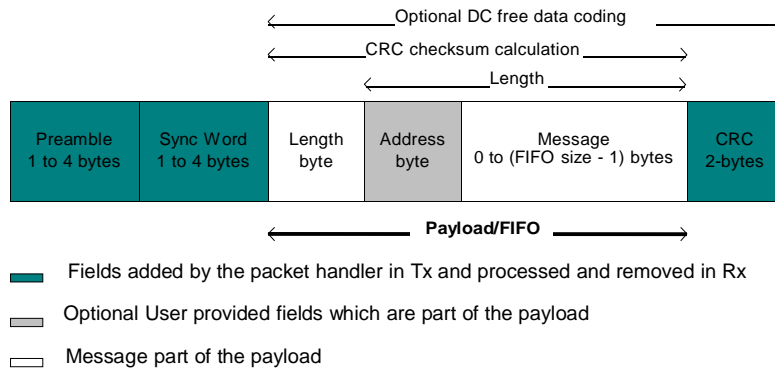 Optional DC free data coding
CRC checksum calculation
Length
Preamble
1 to 4 bytes
Sync Word
1 to 4 bytes
Length
byte
Address
byte
Message
0 to (FIFO size - 1) bytes
CRC
2-bytes
Payload/FIFO
Fields added by the packet handler in Tx and processed and removed in Rx
Optional User provided fields which are part of the payload
Message part of the payload